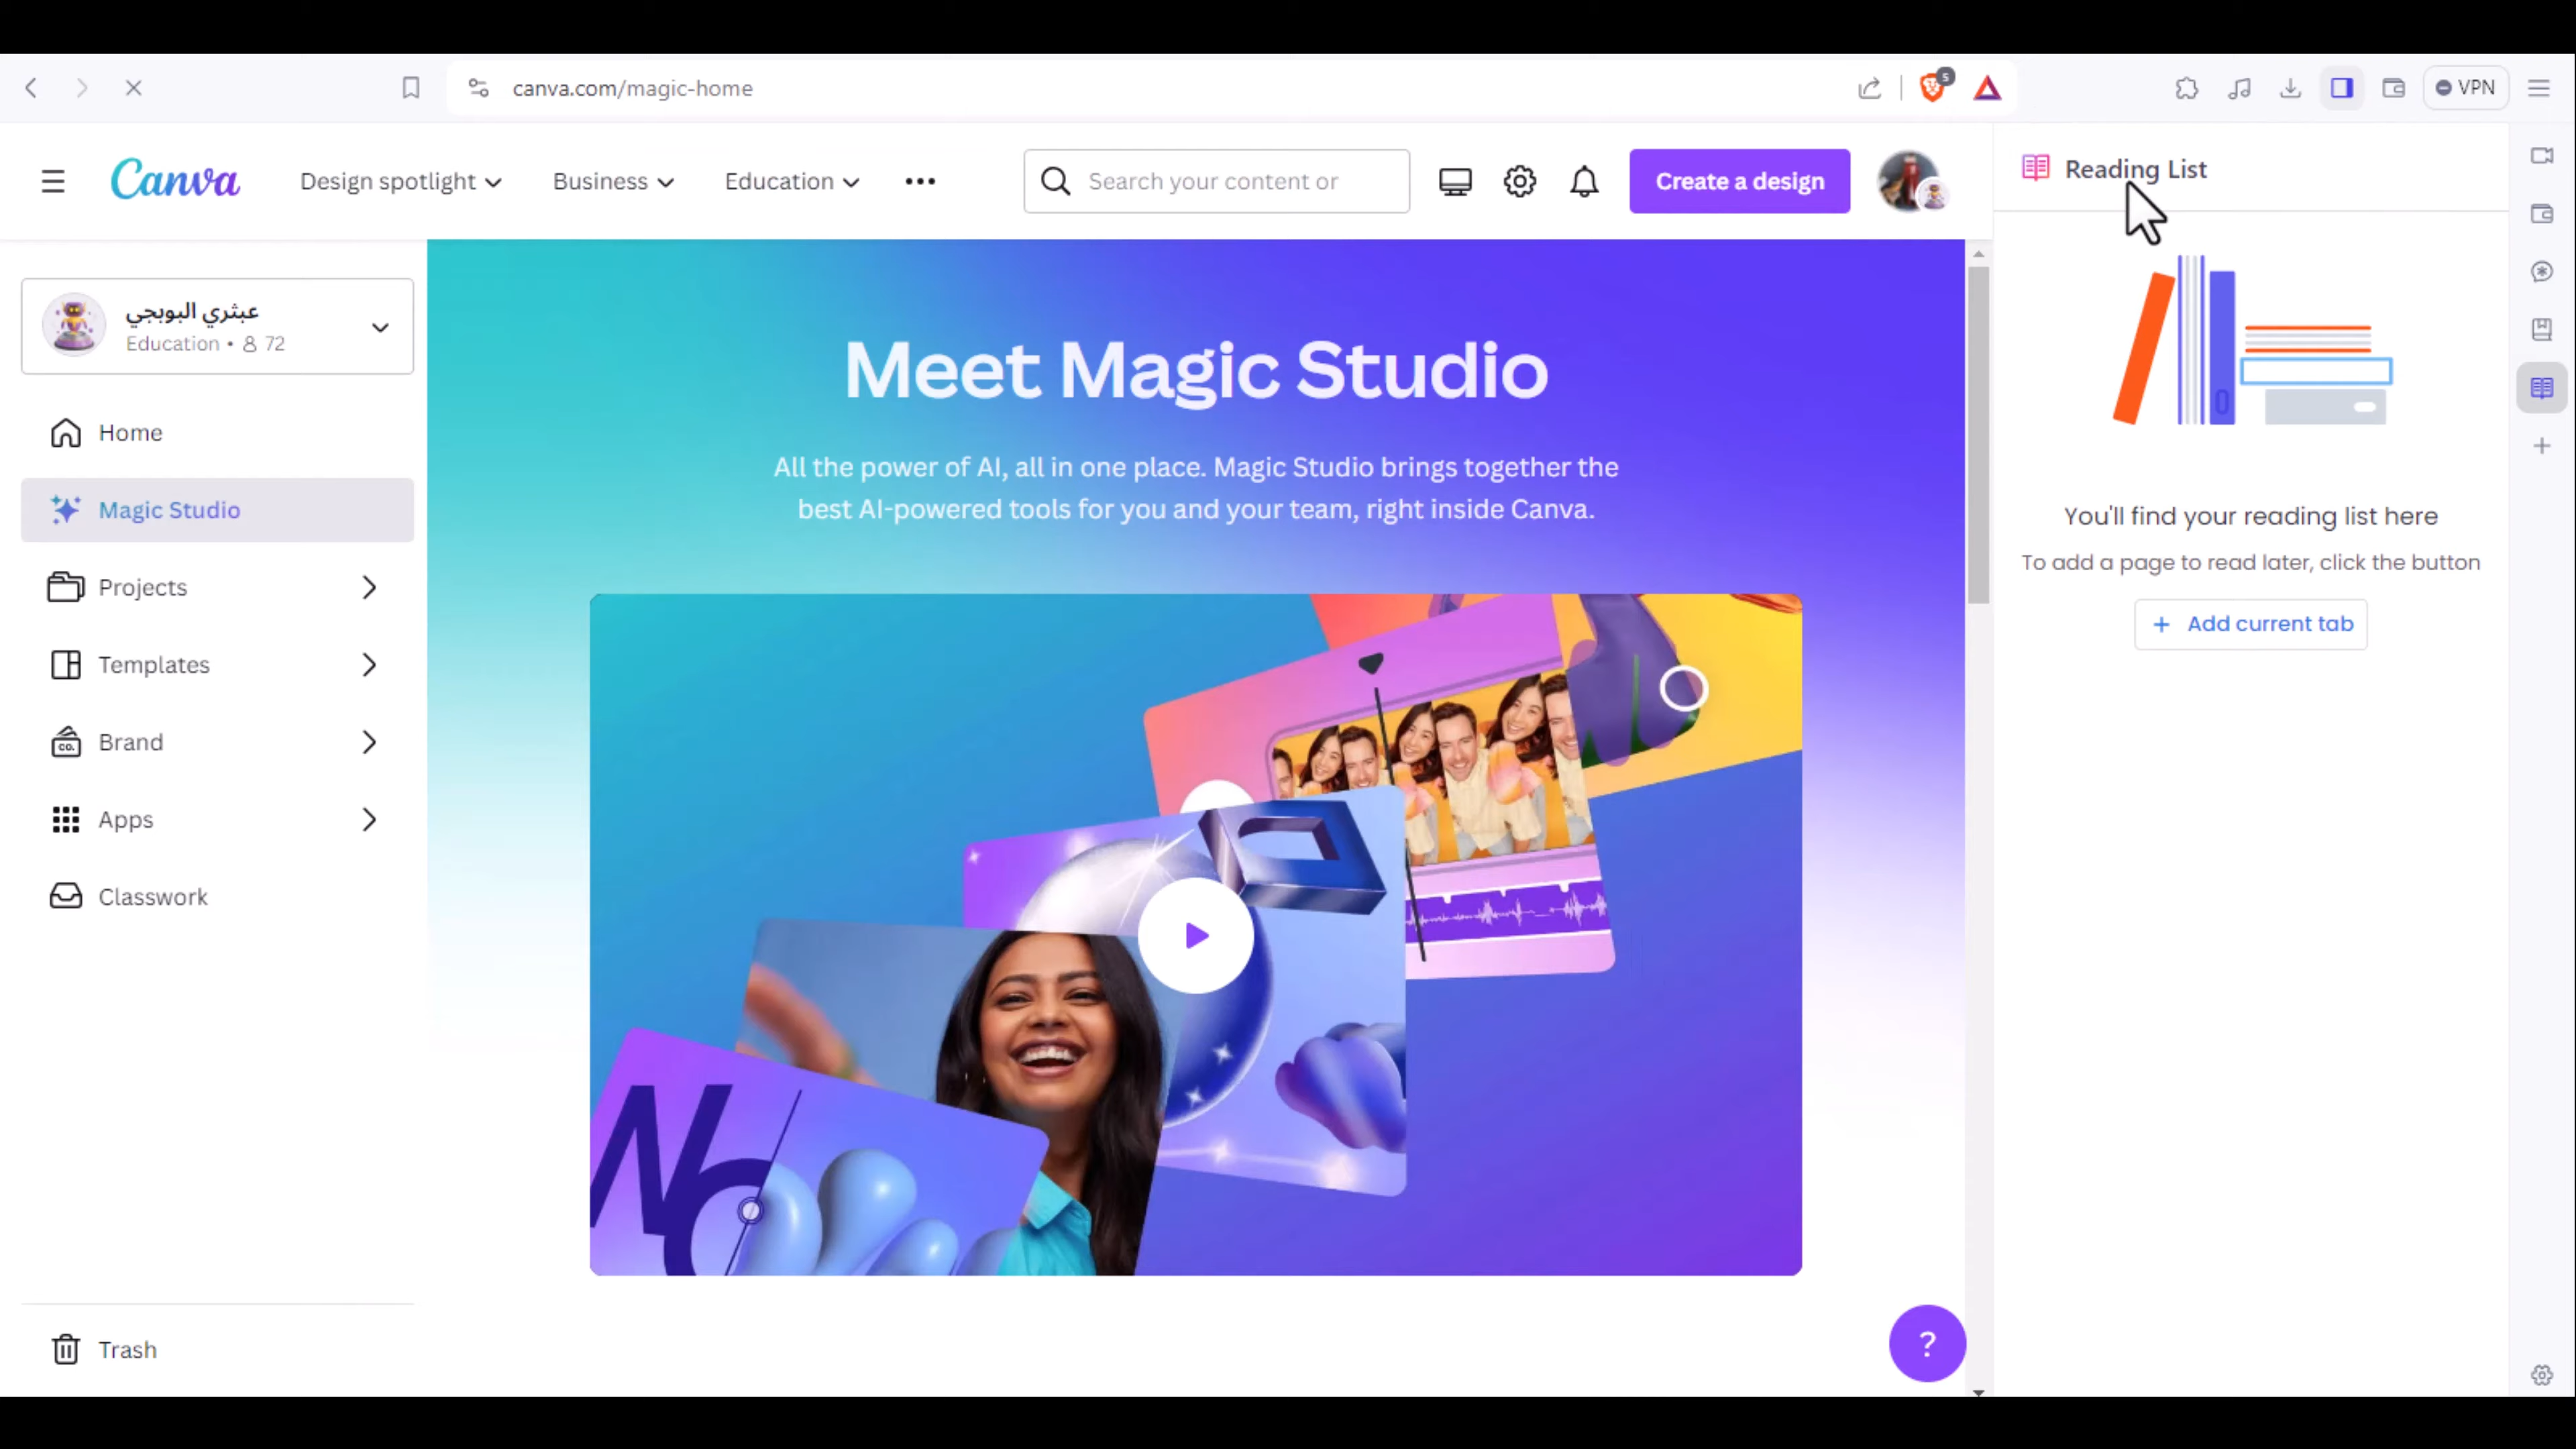 canva.com/magic-home
5
VPN
Canva
Design spotlight
Business
Education
Search your content or
Create a design
Reading List
عبثري البوبجي
Education • 72
Home
Magic Studio
Projects
Templates
CO.
Brand
Apps
Classwork
Trash
Meet Magic Studio
All the power of AI, all in one place. Magic Studio brings together the
best AI-powered tools for you and your team, right inside Canva.
?
You'll find your reading list here
To add a page to read later, click the button
+ Add current tab